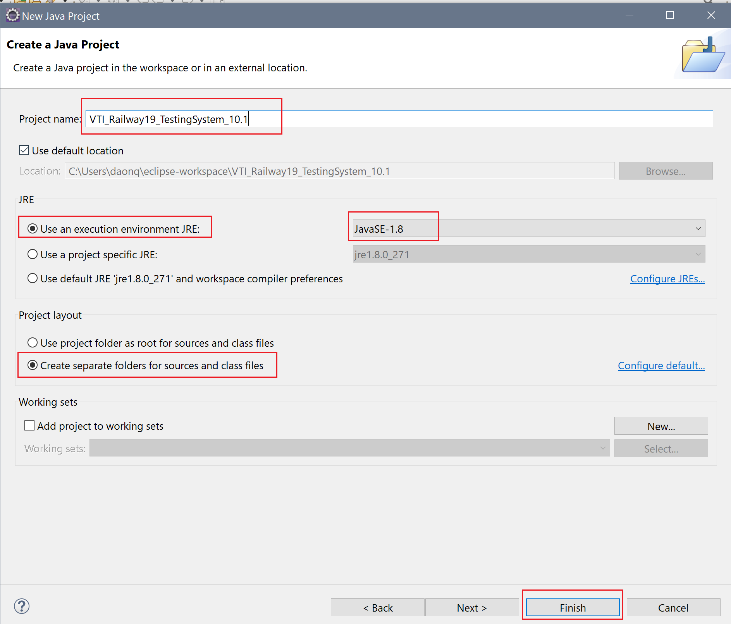 New Java Project
Create a Java Project
Create a Java project in the workspace or in an external location.
Project name: VTI_Railway19_TestingSystem_10.1
Use default location
Location: C:\Users\daonq\eclipse-workspace\VTI_Railway19_TestingSystem_10.1 Browse...
JRE
Use an execution environment JRE: JavaSE-1.8
Use a project specific JRE: jre1.8.0_271
Use default JRE 'jre1.8.0_271' and workspace compiler preferences Configure JREs...
Project layout
Use project folder as root for sources and class files
Create separate folders for sources and class files Configure default...
Working sets
Add project to working sets New...
Working sets: Select...
? < Back Next > Finish Cancel